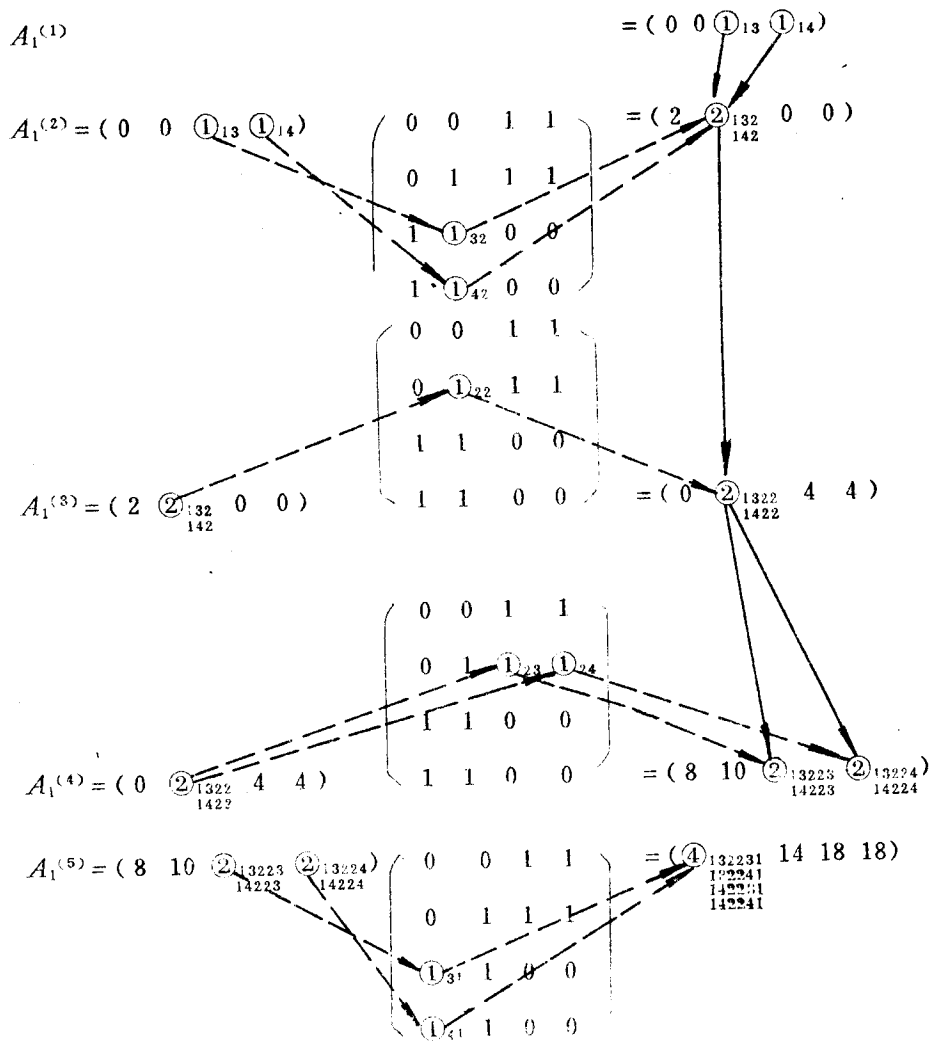 A₁⁽¹⁾ = ( 0 0 ①₁₃ ①₁₄ )
0 0 1 1
A₁⁽²⁾ = ( 0 0 ①₁₃ ①₁₄ ) = ( 2 ②₁₃₂ 0 0 )
142
0 1 1 1
1 ①₃₂ 0 0
1 ①₄₂ 0 0
0 0 1 1
0 ①₂₂ 1 1
1 1 0 0
A₁⁽³⁾ = ( 2 ②₁₃₂ 0 0 ) 1 1 0 0 = ( 0 ②₁₃₂₂ 4 4 )
142 1422
0 0 1 1
0 1 ①₂₃ ①₂₄
1 1 0 0
A₁⁽⁴⁾ = ( 0 ②₁₃₂₂ 4 4 ) 1 1 0 0 = ( 8 10 ②₁₃₂₂₃ ②₁₃₂₂₄ )
1422 14223 14224
A₁⁽⁵⁾ = ( 8 10 ②₁₃₂₂₃ ②₁₃₂₂₄ ) 0 0 1 1 = ( ④₁₃₂₂₃₁ 14 18 18 )
14223 14224 132241
142231
142241
0 1 1 1
①₃₁ 1 0 0
① 1 0 0